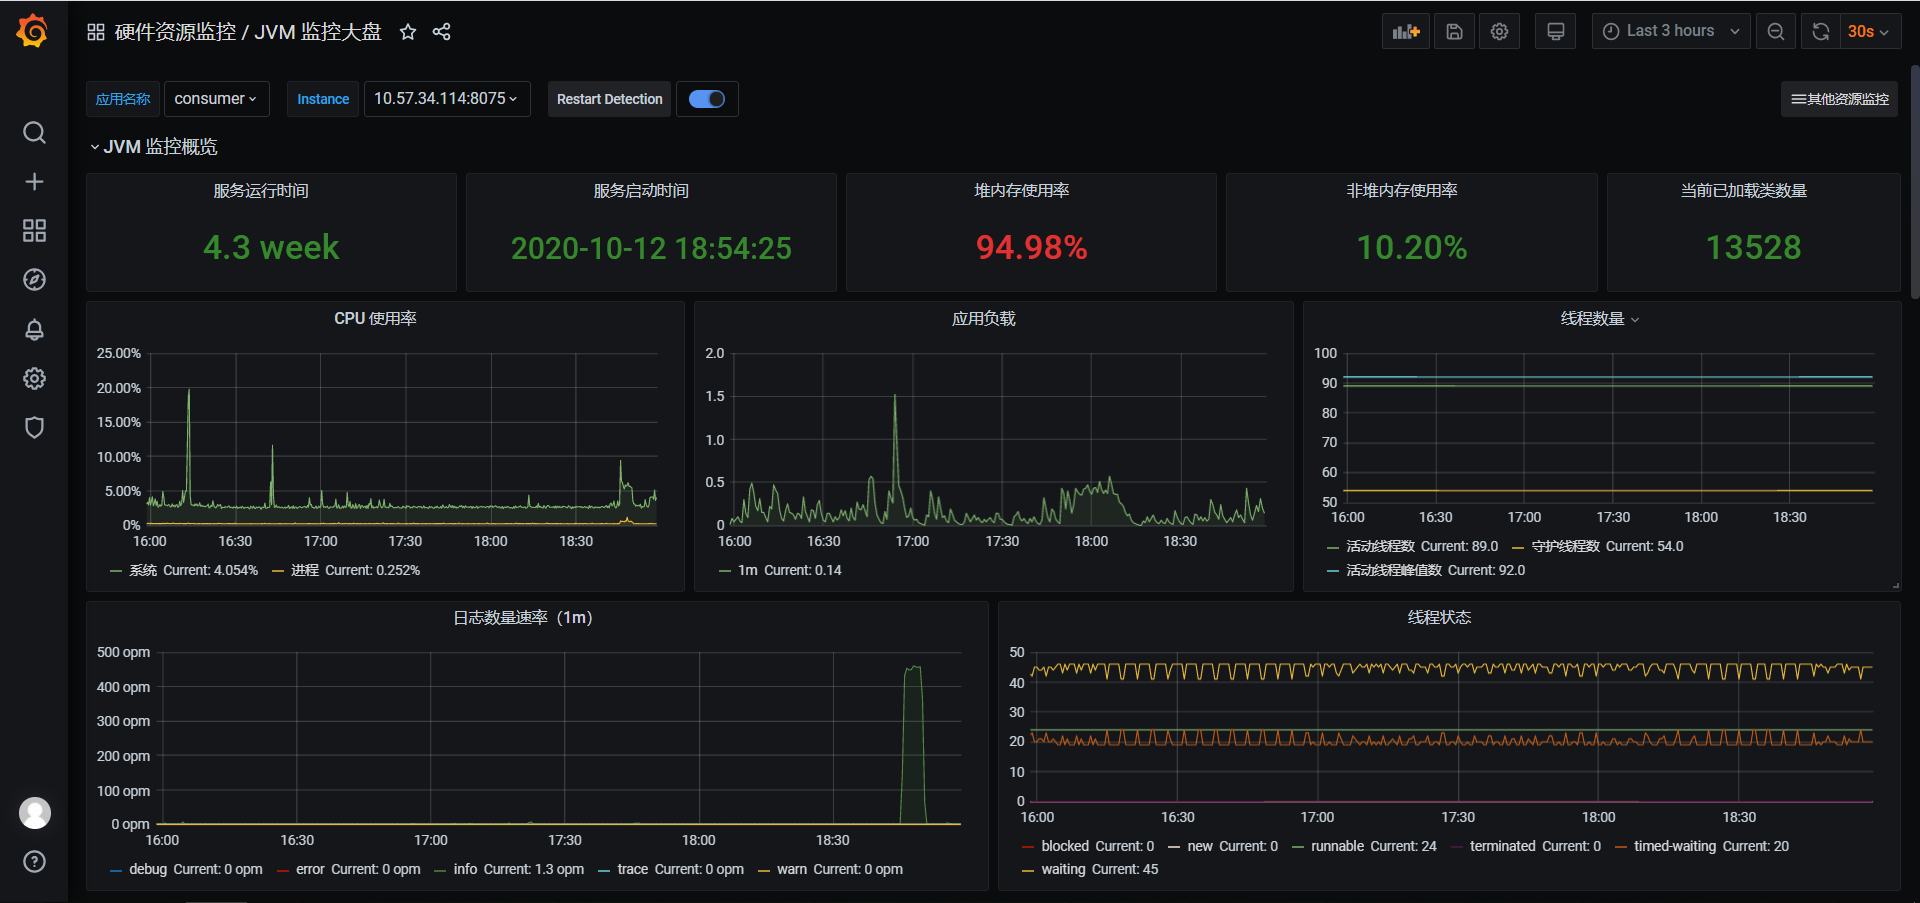 硬件资源监控 / JVM 监控大盘
Last 3 hours
30s
应用名称 consumer Instance 10.57.34.114:8075 Restart Detection
其他资源监控
JVM 监控概览
服务运行时间
4.3 week
服务启动时间
2020-10-12 18:54:25
堆内存使用率
94.98%
非堆内存使用率
10.20%
当前已加载类数量
13528
CPU 使用率
25.00%
20.00%
15.00%
10.00%
5.00%
0%
16:00 16:30 17:00 17:30 18:00 18:30
系统 Current: 4.054% 进程 Current: 0.252%
应用负载
2.0
1.5
1.0
0.5
0
16:00 16:30 17:00 17:30 18:00 18:30
1m Current: 0.14
线程数量
100
90
80
70
60
50
16:00 16:30 17:00 17:30 18:00 18:30
活动线程数 Current: 89.0 守护线程数 Current: 54.0
活动线程峰值数 Current: 92.0
日志数量速率（1m）
500 opm
400 opm
300 opm
200 opm
100 opm
0 opm
16:00 16:30 17:00 17:30 18:00 18:30
debug Current: 0 opm error Current: 0 opm info Current: 1.3 opm trace Current: 0 opm warn Current: 0 opm
线程状态
50
40
30
20
10
0
16:00 16:30 17:00 17:30 18:00 18:30
blocked Current: 0 new Current: 0 runnable Current: 24 terminated Current: 0 timed-waiting Current: 20
waiting Current: 45